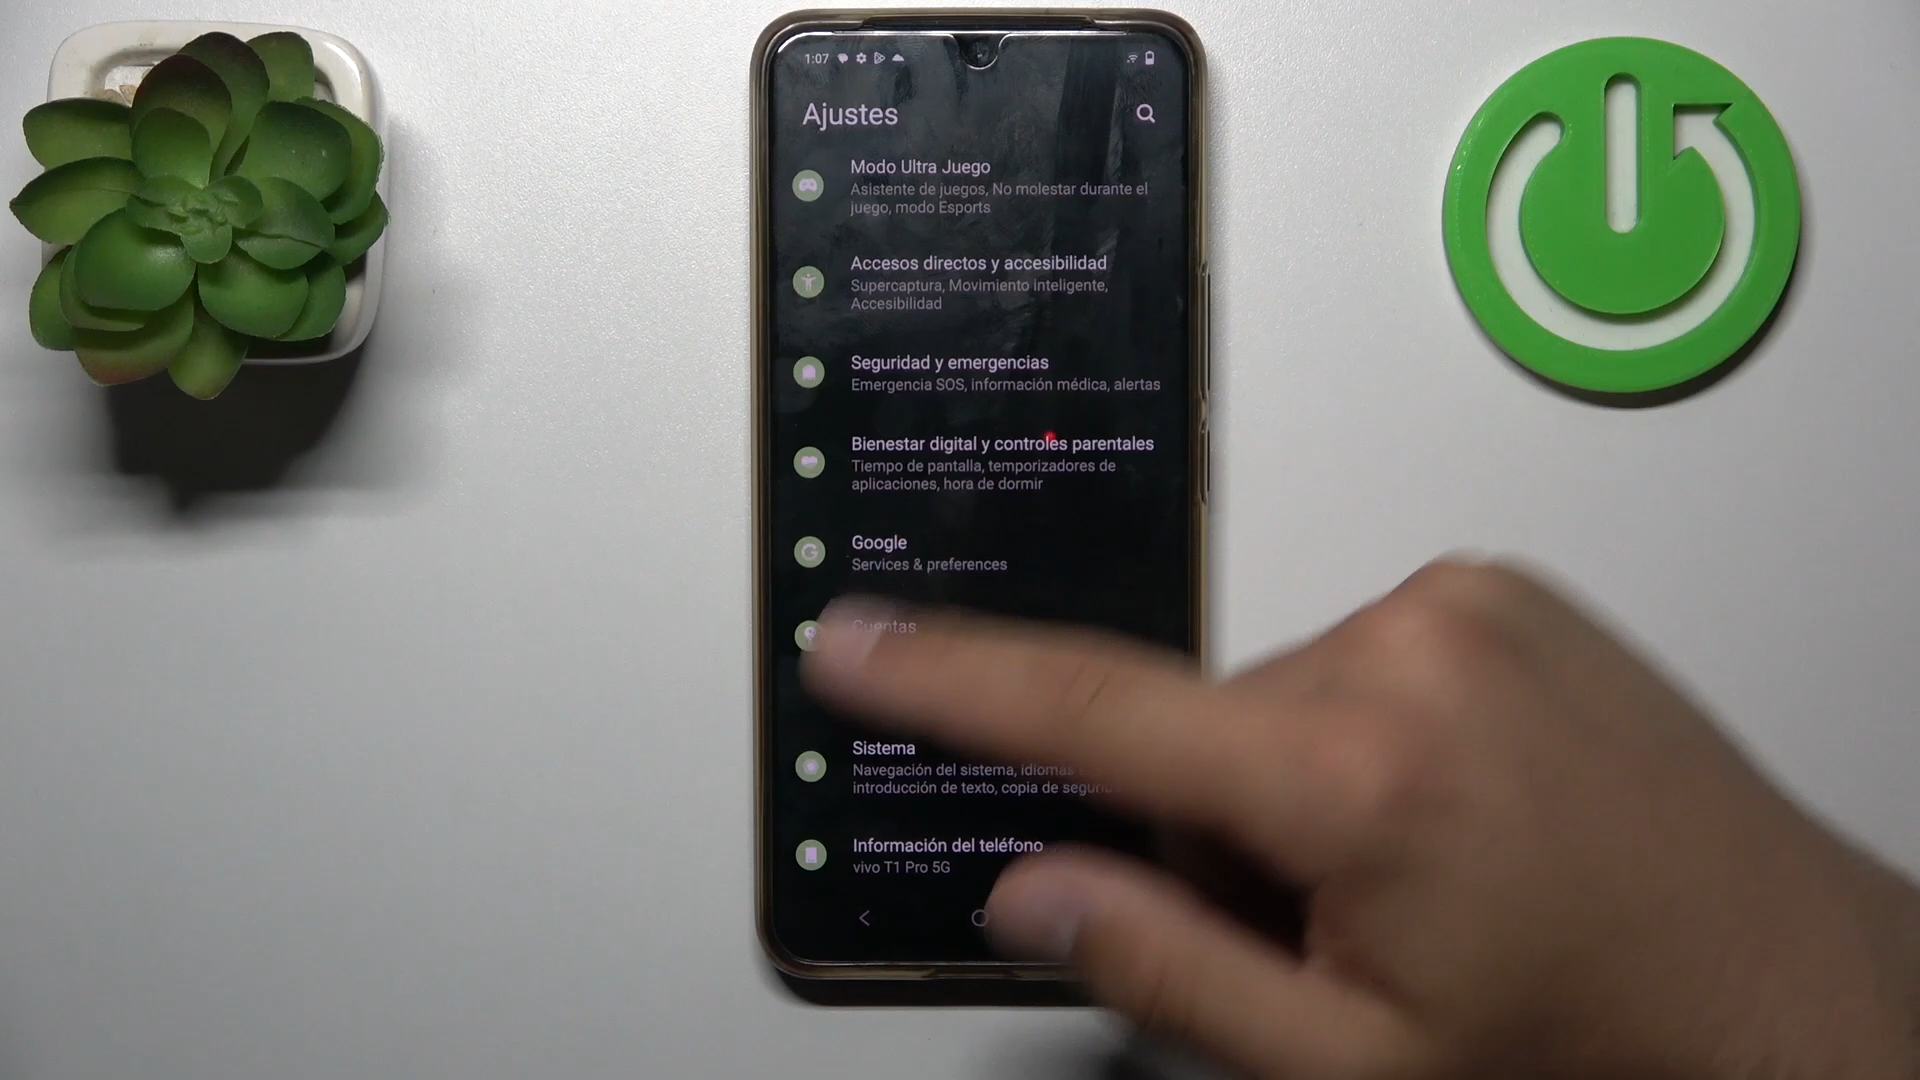 1:07
Ajustes
Modo Ultra Juego
Asistente de juegos, No molestar durante el
juego, modo Esports
Accesos directos y accesibilidad
Supercaptura, Movimiento inteligente,
Accesibilidad
Seguridad y emergencias
Emergencia SOS, información médica, alertas
Bienestar digital y controles parentales
Tiempo de pantalla, temporizadores de
aplicaciones, hora de dormir
Google
Services & preferences
Cuentas
Sistema
Navegación del sistema, idiomas
introducción de texto, copia de
Información del teléfono
vivo T1 Pro 5G